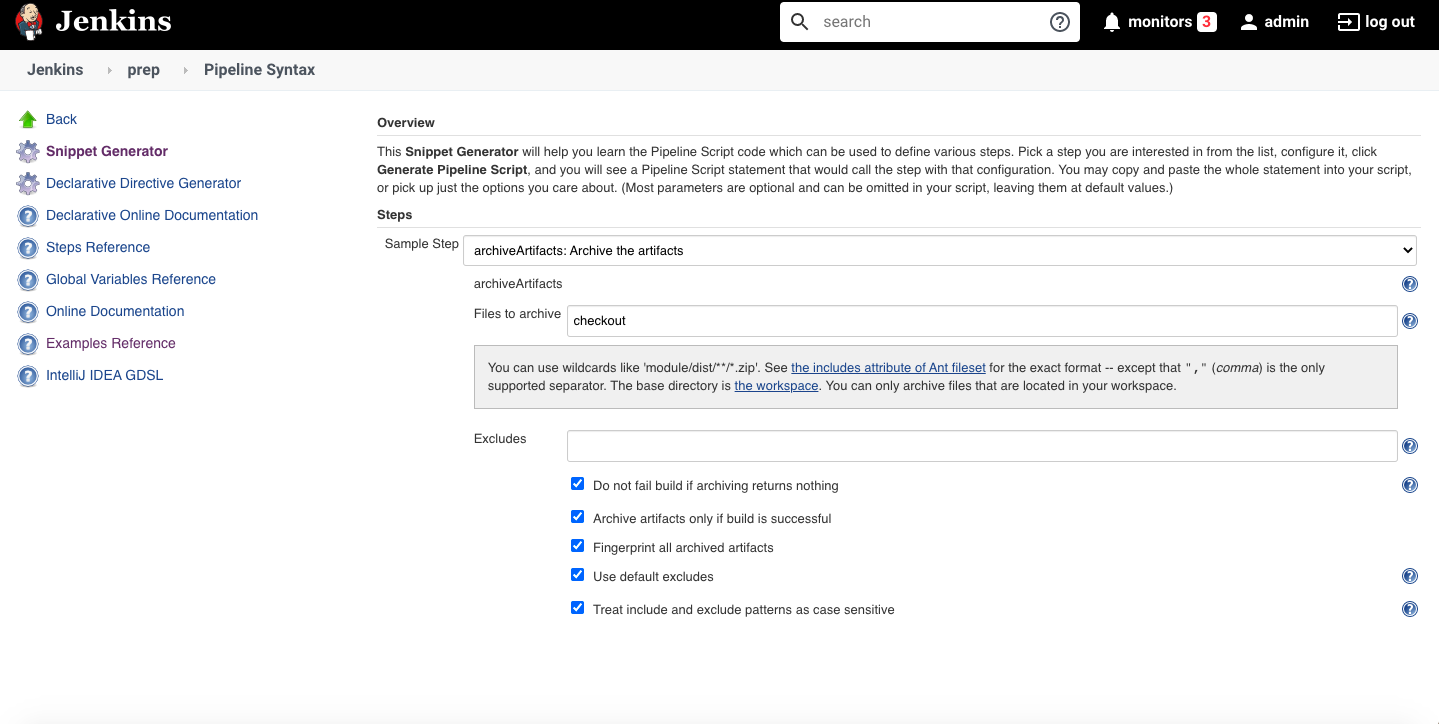 Jenkins
search
monitors 3
admin
log out
Jenkins
prep
Pipeline Syntax
Back
Snippet Generator
Declarative Directive Generator
Declarative Online Documentation
Steps Reference
Global Variables Reference
Online Documentation
Examples Reference
IntelliJ IDEA GDSL
Overview
This Snippet Generator will help you learn the Pipeline Script code which can be used to define various steps. Pick a step you are interested in from the list, configure it, click
Generate Pipeline Script, and you will see a Pipeline Script statement that would call the step with that configuration. You may copy and paste the whole statement into your script,
or pick up just the options you care about. (Most parameters are optional and can be omitted in your script, leaving them at default values.)
Steps
Sample Step
archiveArtifacts: Archive the artifacts
archiveArtifacts
Files to archive
checkout
You can use wildcards like 'module/dist/**/*.zip'. See the includes attribute of Ant fileset for the exact format -- except that "," (comma) is the only
supported separator. The base directory is the workspace. You can only archive files that are located in your workspace.
Excludes
Do not fail build if archiving returns nothing
Archive artifacts only if build is successful
Fingerprint all archived artifacts
Use default excludes
Treat include and exclude patterns as case sensitive